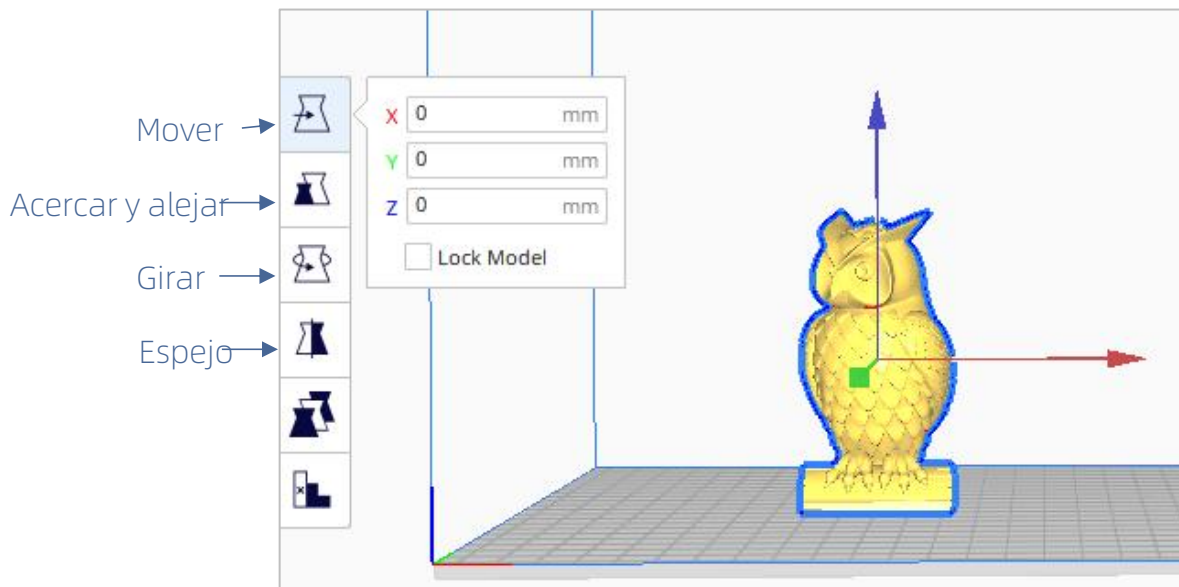 Mover
Acercar y alejar
Girar
Espejo
X 0 mm
Y 0 mm
Z 0 mm
Lock Model